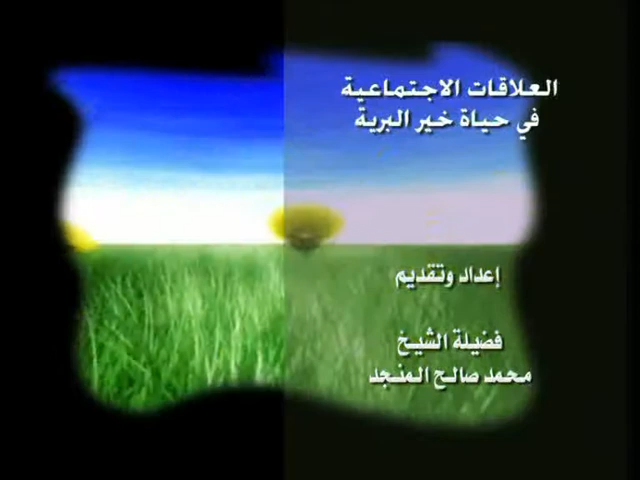 العلاقات الاجتماعية
في حياة خير البرية
إعداد وتقديم
فضيلة الشيخ
محمد صالح المنجد